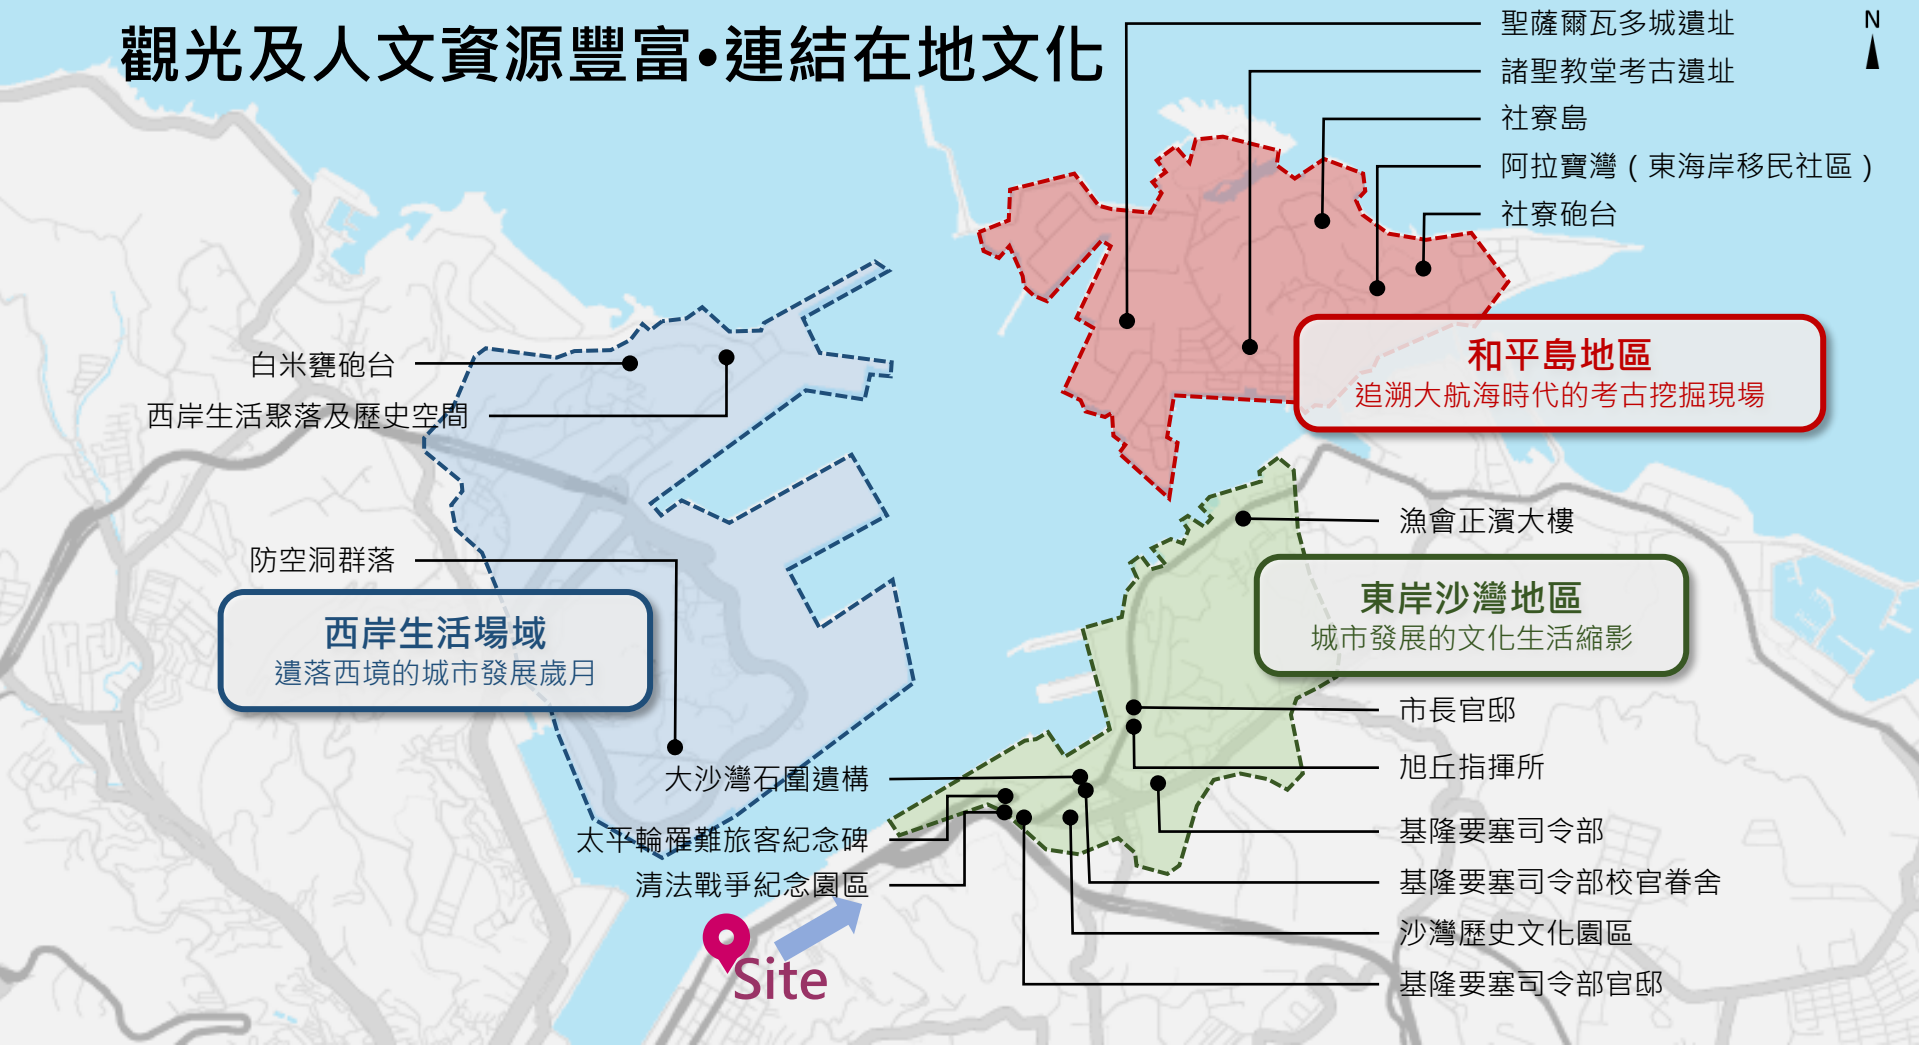 觀光及人文資源豐富•連結在地文化
N
聖薩爾瓦多城遺址
諸聖教堂考古遺址
社寮島
阿拉寶灣(東海岸移民社區)
社寮砲台
和平島地區
追溯大航海時代的考古挖掘現場
白米甕砲台
西岸生活聚落及歷史空間
防空洞群落
西岸生活場域
遺落西境的城市發展歲月
漁會正濱大樓
東岸沙灣地區
城市發展的文化生活縮影
市長官邸
旭丘指揮所
大沙灣石圍遺構
太平輪罹難旅客紀念碑
清法戰爭紀念園區
基隆要塞司令部
基隆要塞司令部校官眷舍
沙灣歷史文化園區
基隆要塞司令部官邸
Site